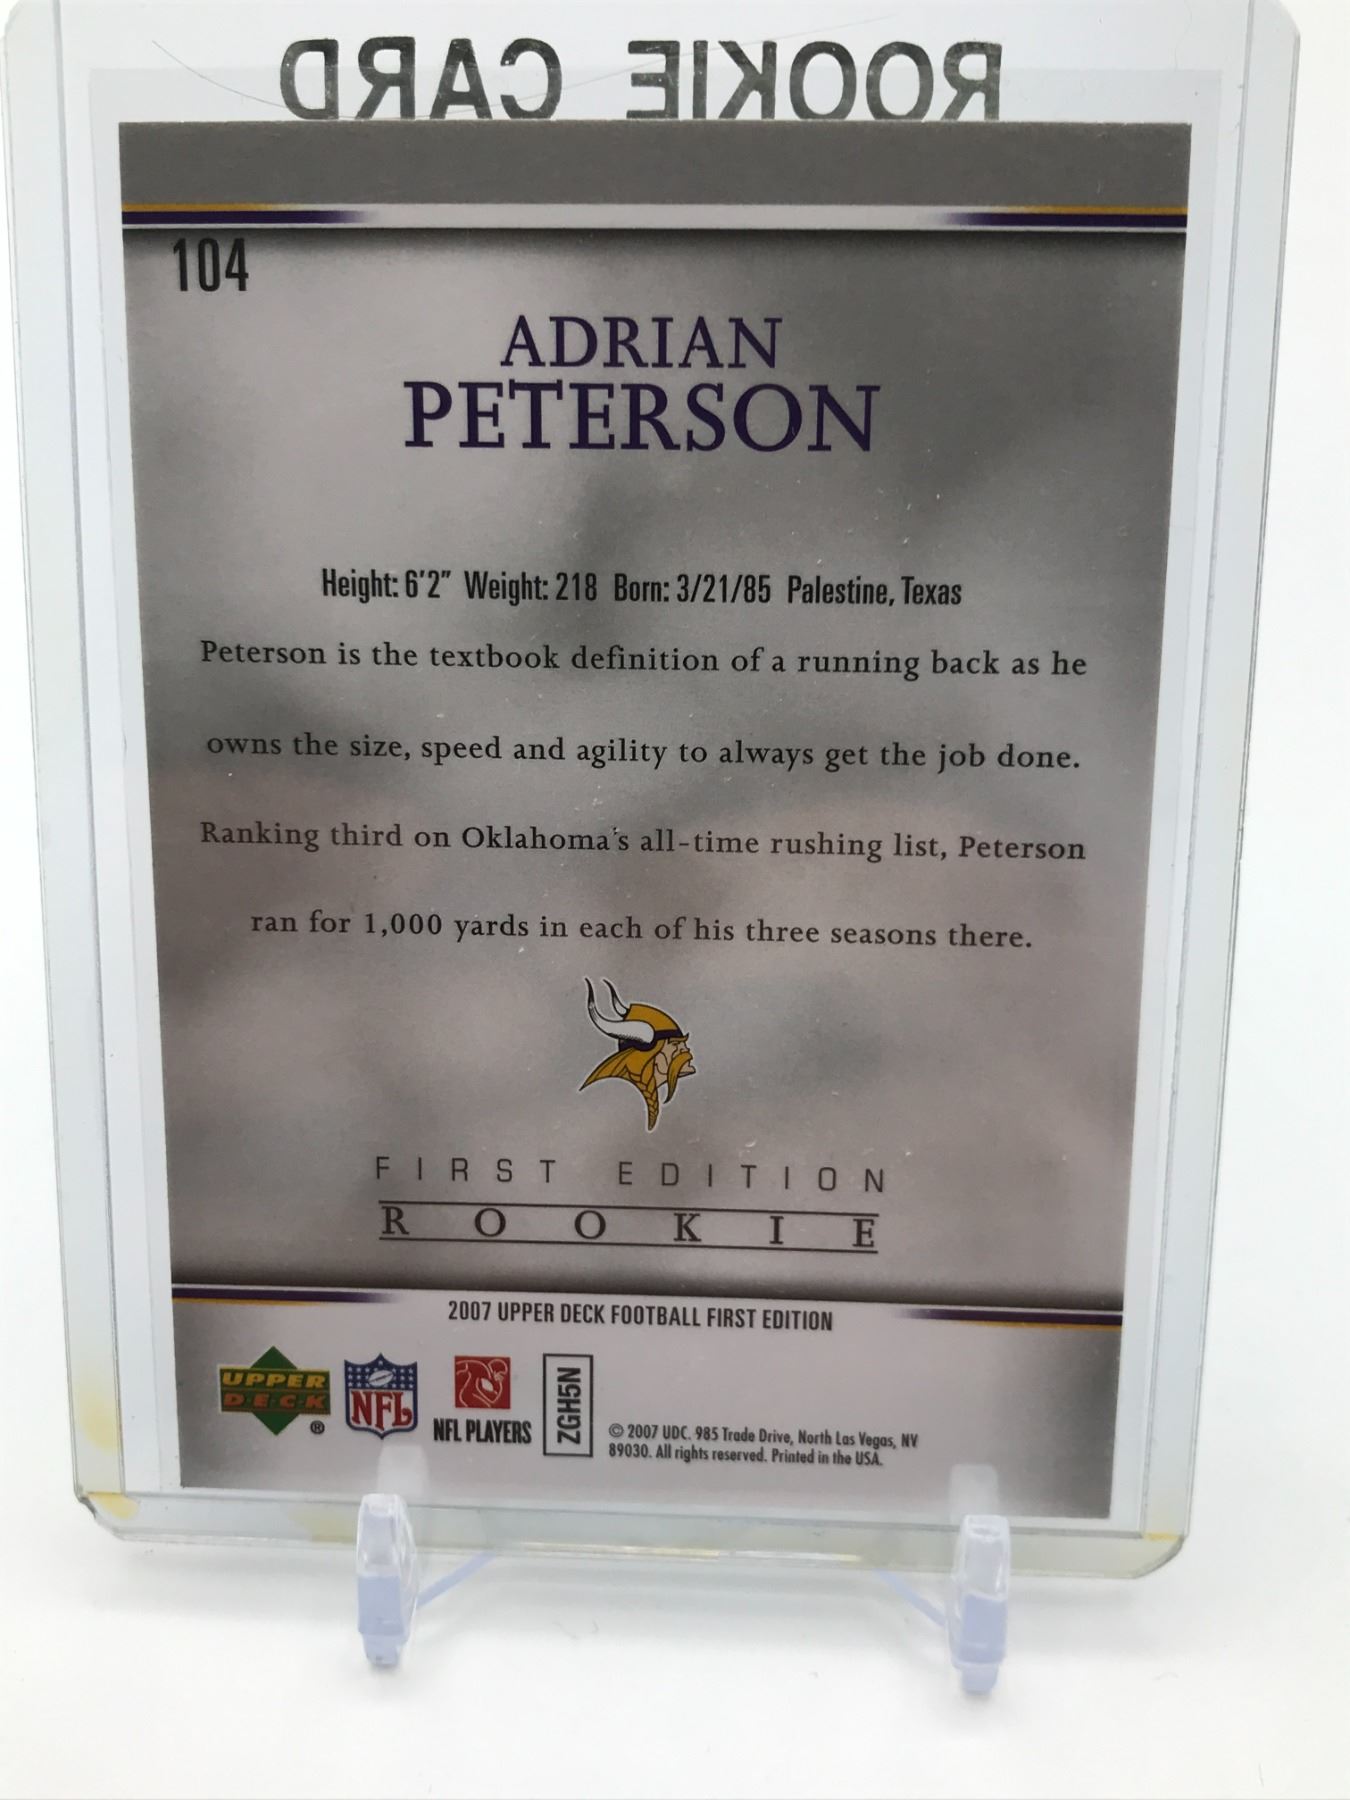 ROOKIE CARD
104
ADRIAN
PETERSON
Height: 6'2" Weight: 218 Born: 3/21/85 Palestine, Texas
Peterson is the textbook definition of a running back as he
owns the size, speed and agility to always get the job done.
Ranking third on Oklahoma's all-time rushing list, Peterson
ran for 1,000 yards in each of his three seasons there.
FIRST EDITION
ROOKIE
2007 UPPER DECK FOOTBALL FIRST EDITION
UPPER
DECK
®
NFL
NFL PLAYERS
ZGH5N
© 2007 UDC. 985 Trade Drive, North Las Vegas, NV
89030. All rights reserved. Printed in the USA.